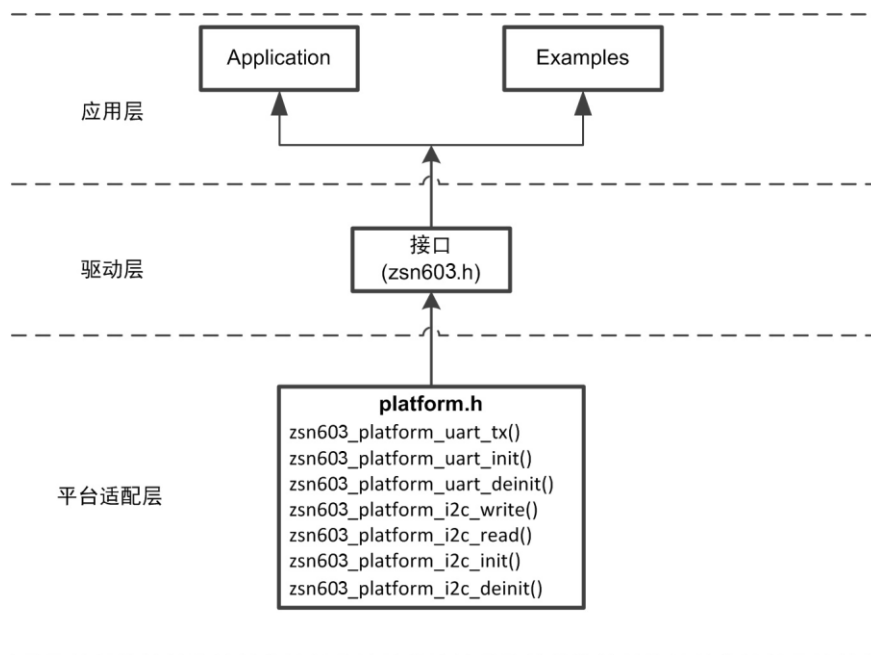 Application
Examples
应用层
接口
(zsn603.h)
驱动层
platform.h
zsn603_platform_uart_tx()
zsn603_platform_uart_init()
zsn603_platform_uart_deinit()
zsn603_platform_i2c_write()
zsn603_platform_i2c_read()
zsn603_platform_i2c_init()
zsn603_platform_i2c_deinit()
平台适配层